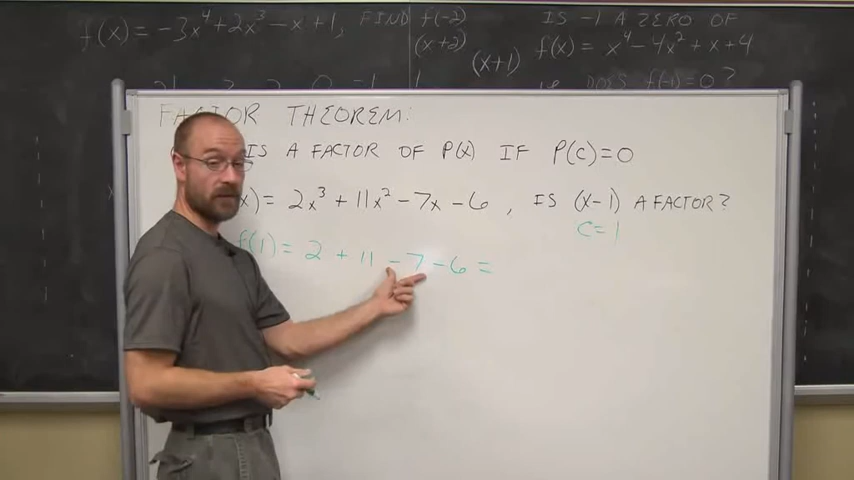 f(x) = -3x⁴ + 2x³ - x + 1, FIND f(-2)
(x+2)
IS -1 A ZERO OF
f(x) = x⁴ - 4x² + x + 4
(x+1)
DOES f(-1) = 0?
FACTOR THEOREM:
IS A FACTOR OF P(x) IF P(c) = 0
x) = 2x³ + 11x² - 7x - 6, IS (x-1) A FACTOR?
c = 1
f(1) = 2 + 11 - 7 - 6 =